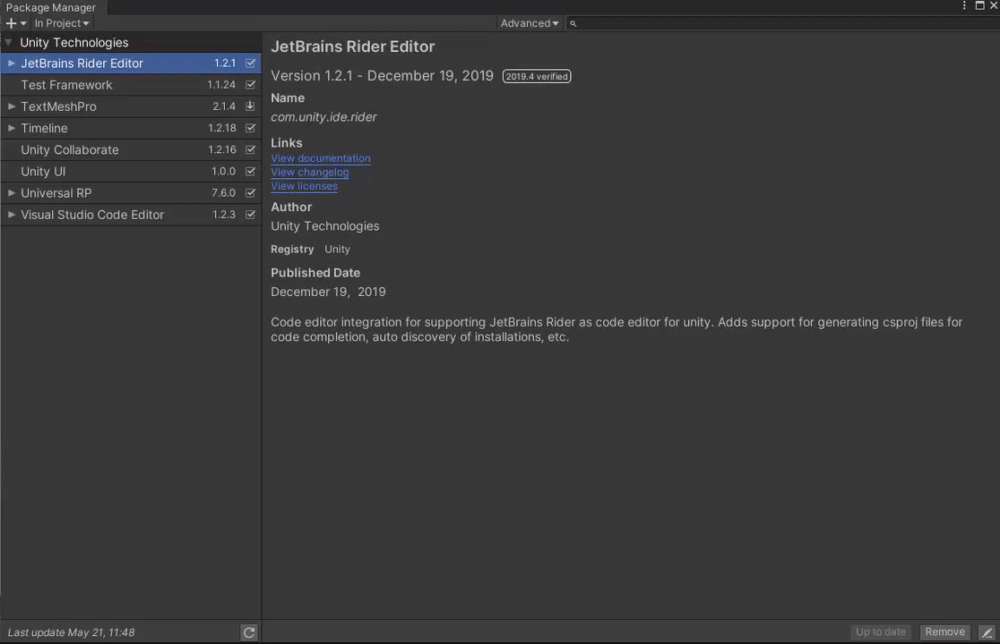 Package Manager
+ In Project Advanced
Unity Technologies
JetBrains Rider Editor 1.2.1
Test Framework 1.1.24
TextMeshPro 2.1.4
Timeline 1.2.18
Unity Collaborate 1.2.16
Unity UI 1.0.0
Universal RP 7.6.0
Visual Studio Code Editor 1.2.3
Last update May 21, 11:48
JetBrains Rider Editor
Version 1.2.1 - December 19, 2019 2019.4 verified
Name
com.unity.ide.rider
Links
View documentation
View changelog
View licenses
Author
Unity Technologies
Registry Unity
Published Date
December 19, 2019
Code editor integration for supporting JetBrains Rider as code editor for unity. Adds support for generating csproj files for
code completion, auto discovery of installations, etc.
Up to date Remove